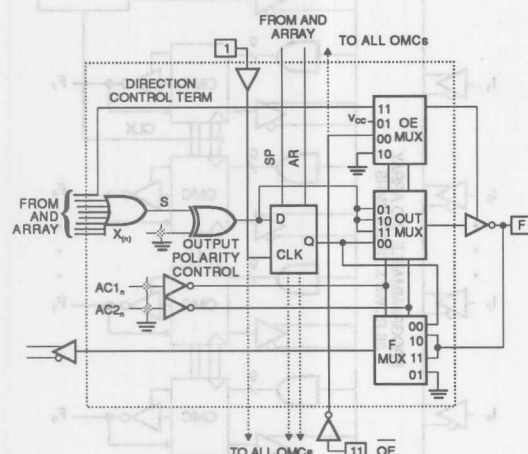 FROM AND
ARRAY
1
TO ALL OMCs
DIRECTION
CONTROL TERM
11
VCC
01
OE
00
MUX
10
SP
AR
FROM
AND
ARRAY
S
X(n)
OUTPUT
POLARITY
CONTROL
D
Q
CLK
01
10
11
00
OUT
MUX
F
AC1n
AC2n
F
MUX
00
10
11
01
TO ALL OMCs
11
OE